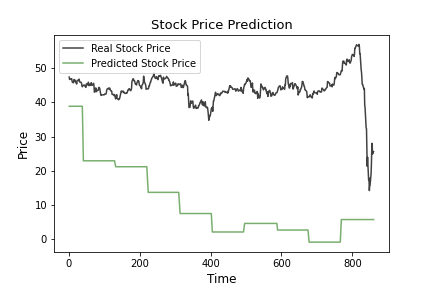 Stock Price Prediction
Real Stock Price
Predicted Stock Price
50
40
30
20
10
0
Price
0 200 400 600 800
Time